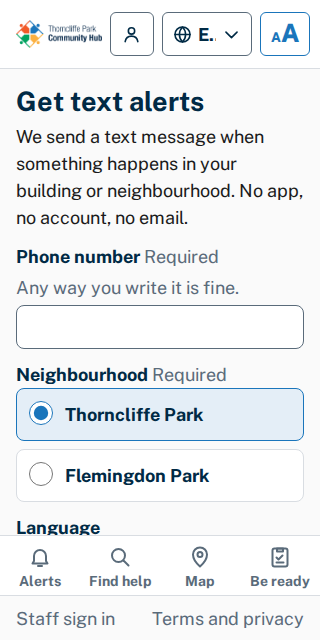 Thorncliffe Park
Community Hub
E..
AA
Get text alerts
We send a text message when
something happens in your
building or neighbourhood. No app,
no account, no email.
Phone number Required
Any way you write it is fine.
Neighbourhood Required
Thorncliffe Park
Flemingdon Park
Language
Alerts
Find help
Map
Be ready
Staff sign in
Terms and privacy